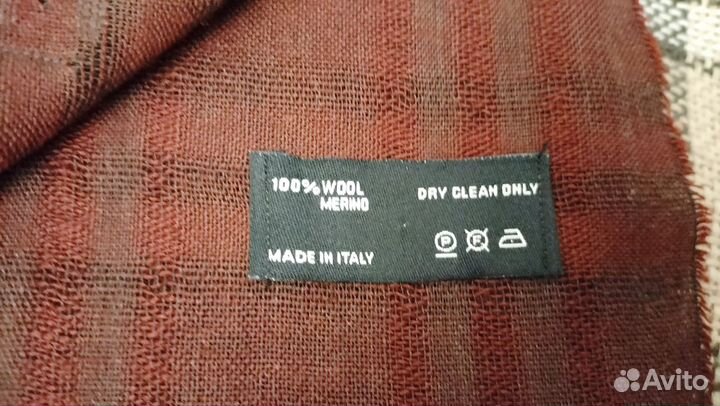 100% WOOL
MERINO
DRY CLEAN ONLY
MADE IN ITALY
P F
Avito